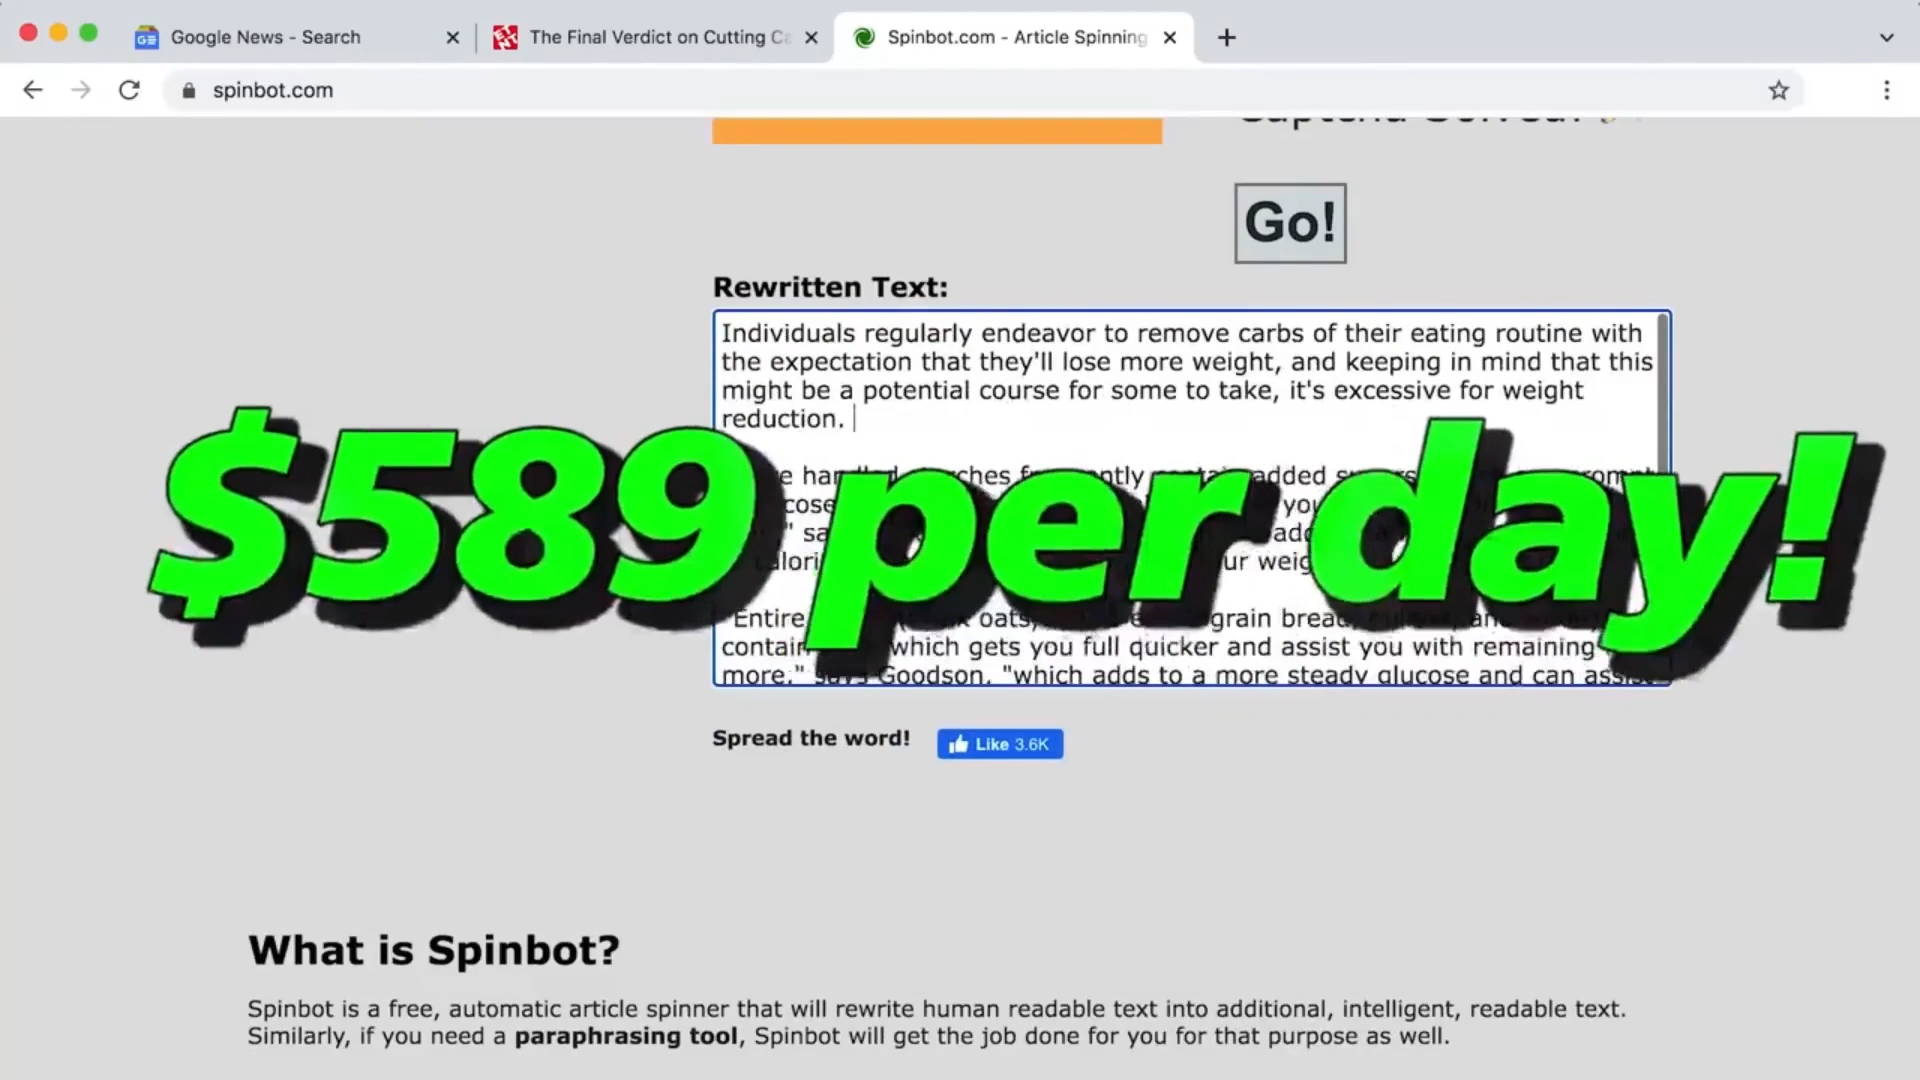 Google News - Search
The Final Verdict on Cutting Ca
Spinbot.com - Article Spinning
spinbot.com
Go!
Rewritten Text:
Individuals regularly endeavor to remove carbs of their eating routine with
the expectation that they'll lose more weight, and keeping in mind that this
might be a potential course for some to take, it's excessive for weight
reduction.
$589 per day!
"Entire oats, grain bread,
contain which gets you full quicker and assist you with remaining
more," says Goodson, "which adds to a more steady glucose and can assist
Spread the word!
Like 3.6K
What is Spinbot?
Spinbot is a free, automatic article spinner that will rewrite human readable text into additional, intelligent, readable text.
Similarly, if you need a paraphrasing tool, Spinbot will get the job done for you for that purpose as well.